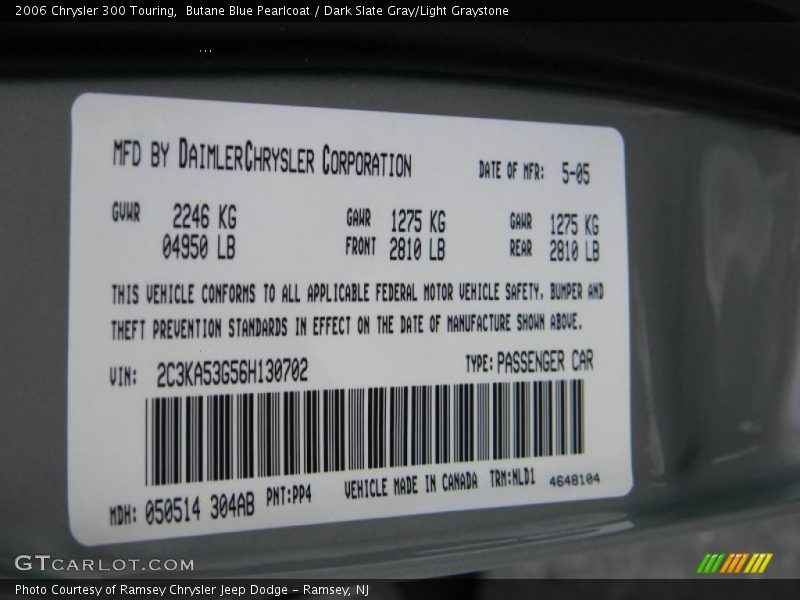 2006 Chrysler 300 Touring,  Butane Blue Pearlcoat / Dark Slate Gray/Light Graystone
MFD BY DAIMLERCHRYSLER CORPORATION DATE OF MFR: 5-05
GVWR 2246 KG GAWR 1275 KG GAWR 1275 KG
04950 LB FRONT 2810 LB REAR 2810 LB
THIS VEHICLE CONFORMS TO ALL APPLICABLE FEDERAL MOTOR VEHICLE SAFETY, BUMPER AND
THEFT PREVENTION STANDARDS IN EFFECT ON THE DATE OF MANUFACTURE SHOWN ABOVE.
VIN: 2C3KA53G56H130702 TYPE: PASSENGER CAR
MDH: 050514 304AB PNT:PP4 VEHICLE MADE IN CANADA TRM:NLD1 4648104
GTCARLOT.COM
Photo Courtesy of Ramsey Chrysler Jeep Dodge - Ramsey, NJ